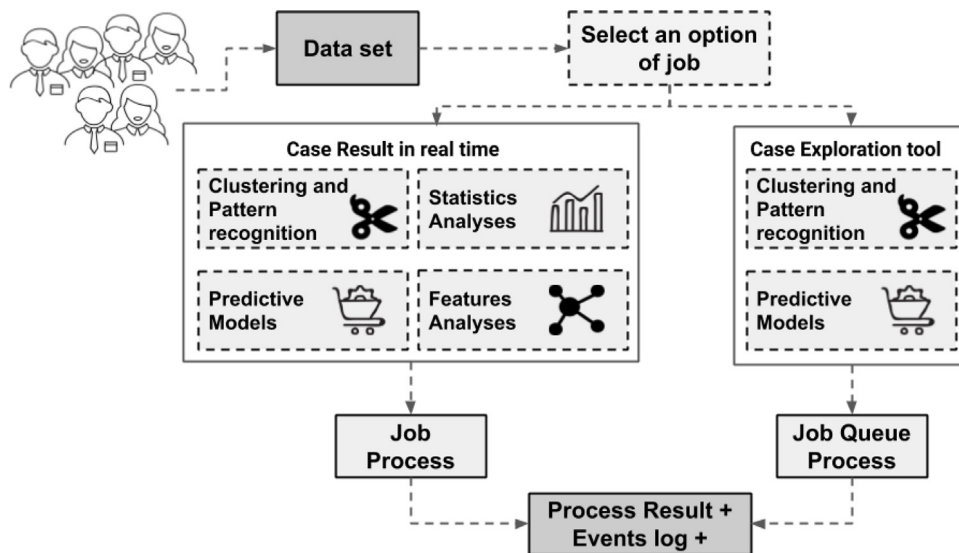 Data set
Select an option
of job
Case Result in real time
Clustering and
Pattern
recognition
Statistics
Analyses
Predictive
Models
Features
Analyses
Case Exploration tool
Clustering and
Pattern
recognition
Predictive
Models
Job
Process
Job Queue
Process
Process Result +
Events log +